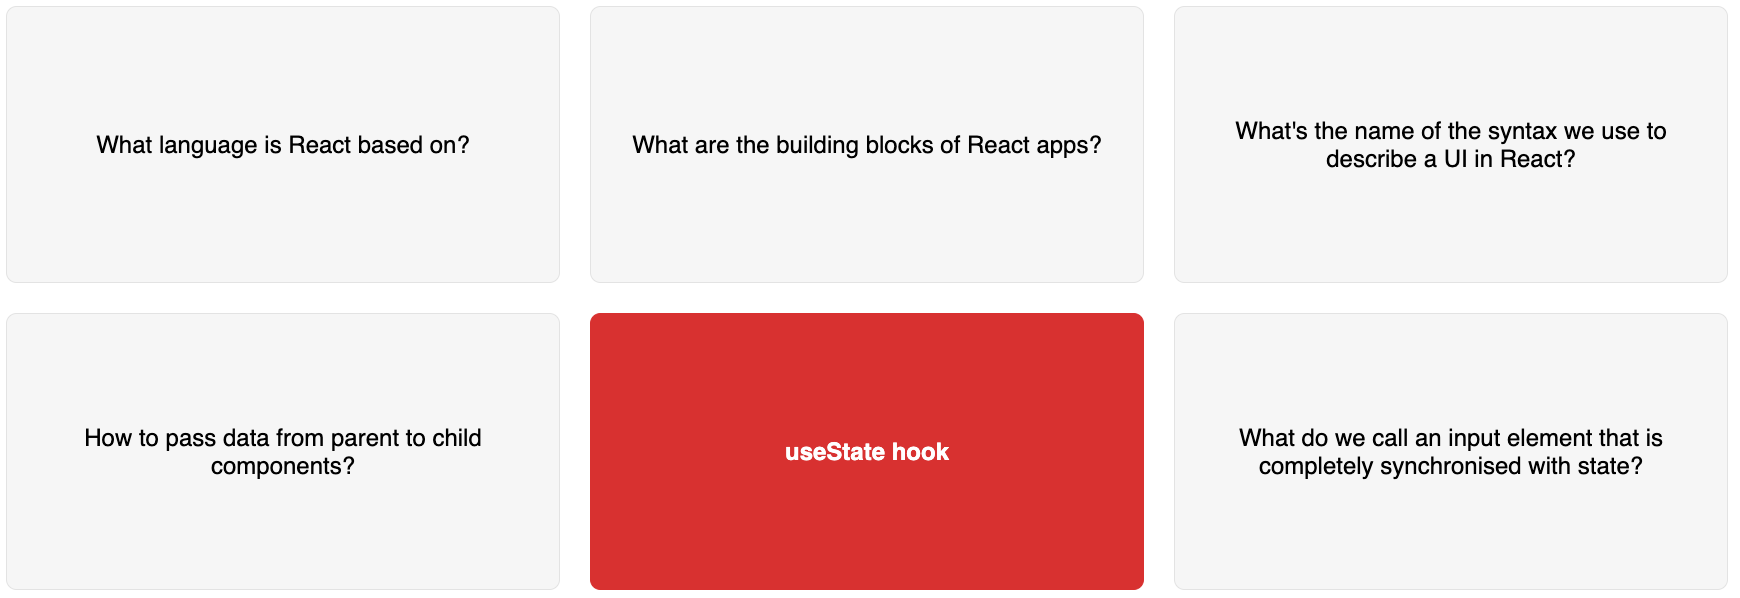 What language is React based on?
What are the building blocks of React apps?
What's the name of the syntax we use to
describe a UI in React?
How to pass data from parent to child
components?
useState hook
What do we call an input element that is
completely synchronised with state?